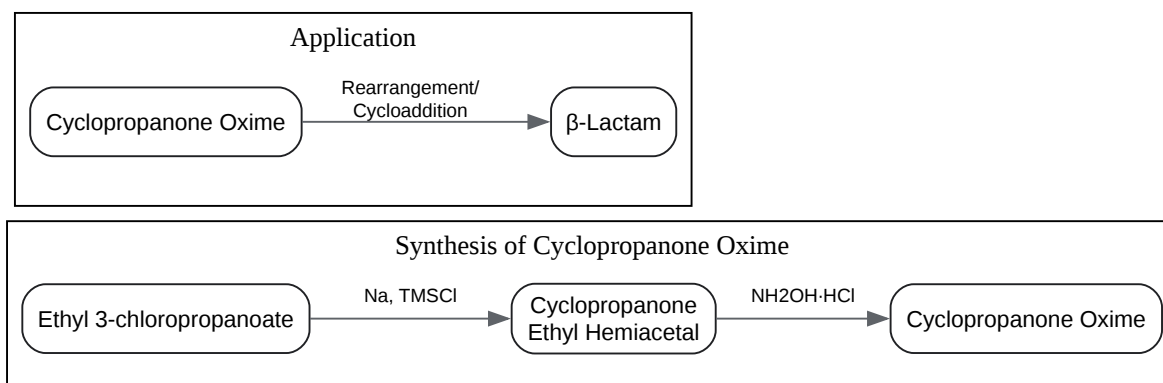 Application
Rearrangement/
Cycloaddition
Cyclopropanone Oxime
β-Lactam
Synthesis of Cyclopropanone Oxime
Na, TMSCl
NH2OH·HCl
Ethyl 3-chloropropanoate
Cyclopropanone
Ethyl Hemiacetal
Cyclopropanone Oxime